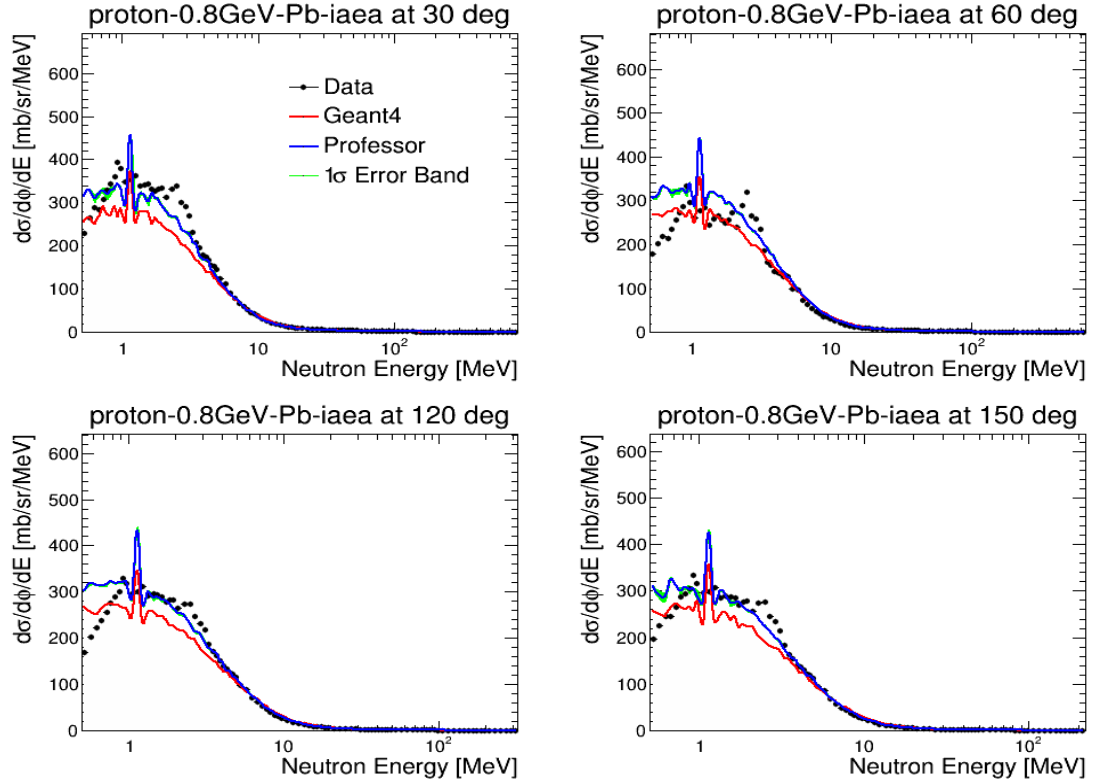 proton-0.8GeV-Pb-iaea at 30 deg
dσ/dϕ/dE [mb/sr/MeV]
600
500
400
300
200
100
0
Data
Geant4
Professor
1σ Error Band
1
10
10²
Neutron Energy [MeV]
proton-0.8GeV-Pb-iaea at 60 deg
dσ/dϕ/dE [mb/sr/MeV]
600
500
400
300
200
100
0
1
10
10²
Neutron Energy [MeV]
proton-0.8GeV-Pb-iaea at 120 deg
dσ/dϕ/dE [mb/sr/MeV]
600
500
400
300
200
100
0
1
10
10²
Neutron Energy [MeV]
proton-0.8GeV-Pb-iaea at 150 deg
dσ/dϕ/dE [mb/sr/MeV]
600
500
400
300
200
100
0
1
10
10²
Neutron Energy [MeV]